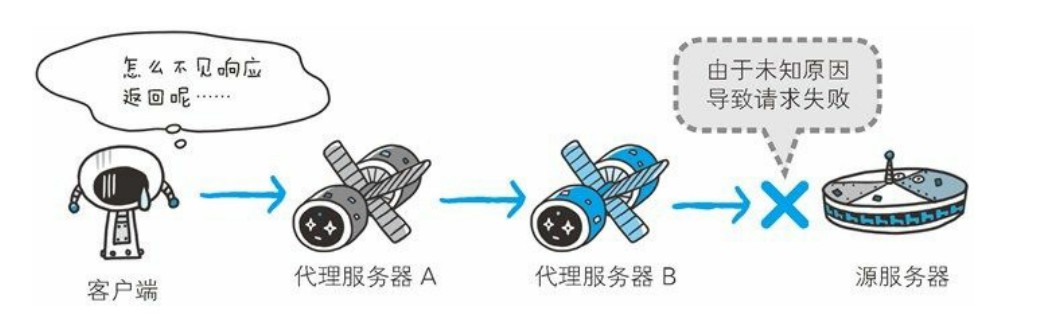 怎么不见响应
返回呢……
由于未知原因
导致请求失败
客户端
代理服务器 A
代理服务器 B
源服务器